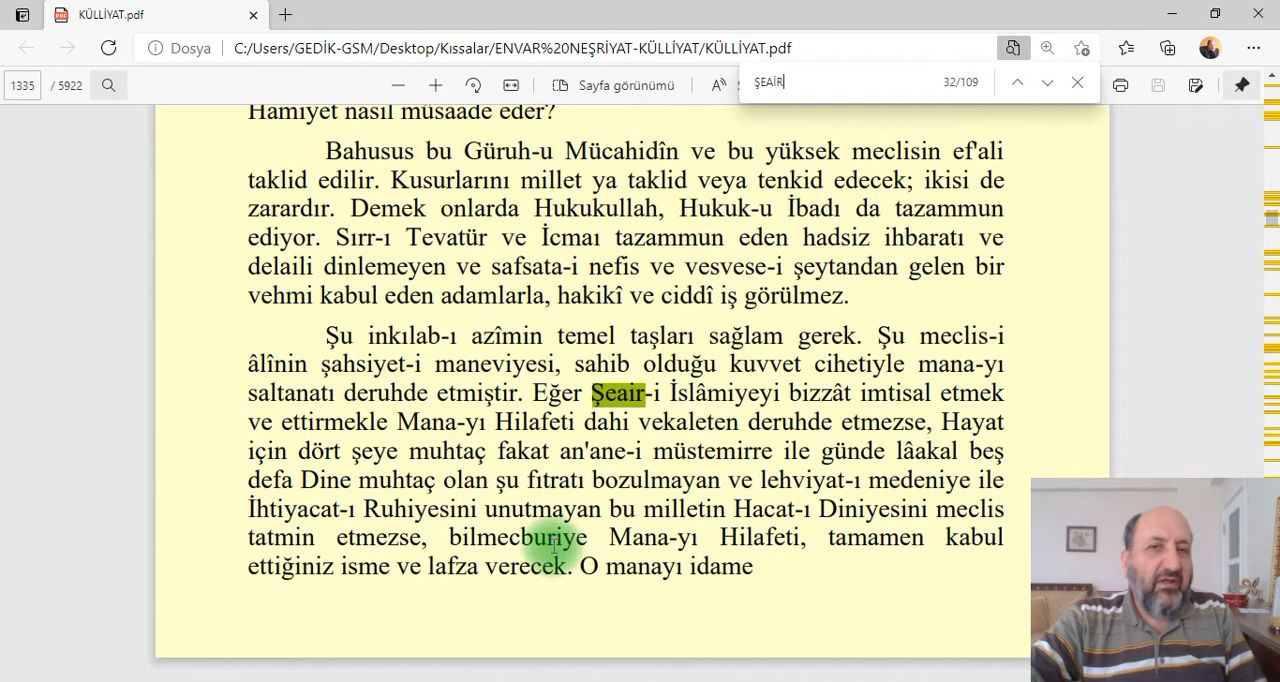 KÜLLİYAT.pdf
Dosya
C:/Users/GEDİK-GSM/Desktop/Kıssalar/ENVAR%20NEŞRİYAT-KÜLLİYAT/KÜLLİYAT.pdf
1335 / 5922
Sayfa görünümü
ŞEAİR
32/109
Hamiyet nasıl müsaade eder?
Bahusus bu Güruh-u Mücahidîn ve bu yüksek meclisin ef'ali
taklid edilir. Kusurlarını millet ya taklid veya tenkid edecek; ikisi de
zarardır. Demek onlarda Hukukullah, Hukuk-u İbadı da tazammun
ediyor. Sırr-ı Tevatür ve İcmaı tazammun eden hadsiz ihbaratı ve
delaili dinlemeyen ve safsata-i nefis ve vesvese-i şeytandan gelen bir
vehmi kabul eden adamlarla, hakikî ve ciddî iş görülmez.
Şu inkılab-ı azîmin temel taşları sağlam gerek. Şu meclis-i
âlînin şahsiyet-i maneviyesi, sahib olduğu kuvvet cihetiyle mana-yı
saltanatı deruhde etmiştir. Eğer Şeair-i İslâmiyeyi bizzât imtisal etmek
ve ettirmekle Mana-yı Hilafeti dahi vekaleten deruhde etmezse, Hayat
için dört şeye muhtaç fakat an'ane-i müstemirre ile günde lâakal beş
defa Dine muhtaç olan şu fıtratı bozulmayan ve lehviyat-ı medeniye ile
İhtiyacat-ı Ruhiyesini unutmayan bu milletin Hacat-ı Diniyesini meclis
tatmin etmezse, bilmecburiye Mana-yı Hilafeti, tamamen kabul
ettiğiniz isme ve lafza verecek. O manayı idame